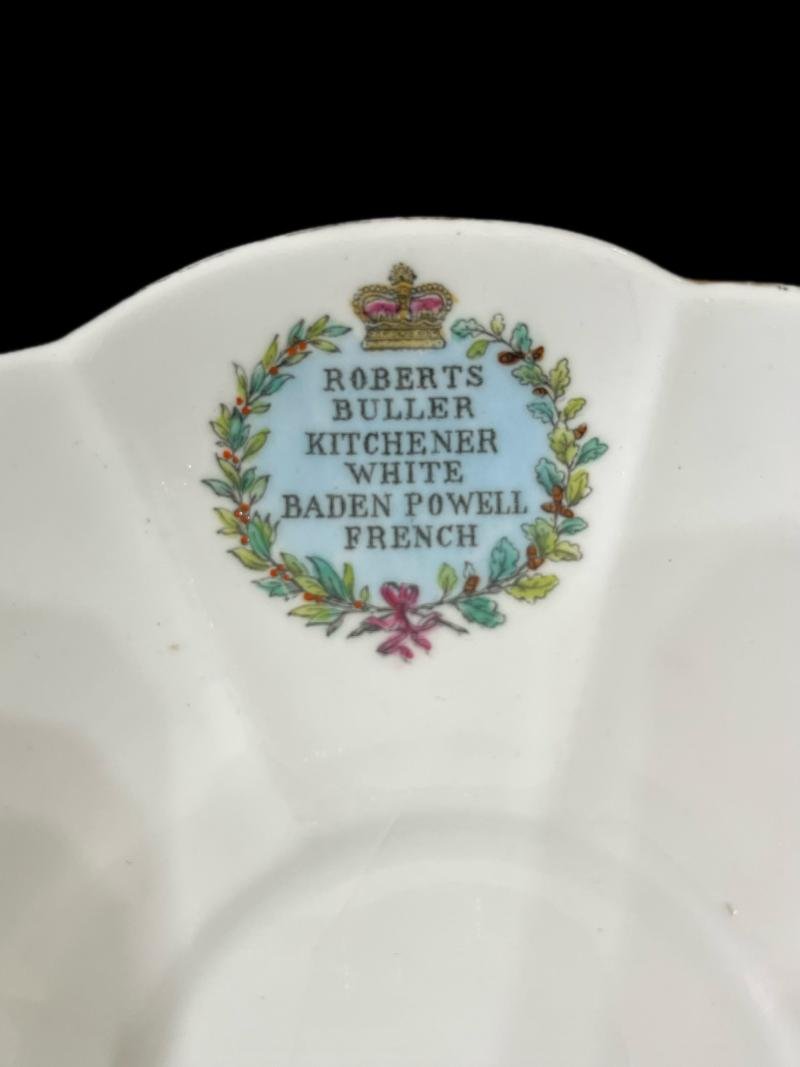 ROBERTS
BULLER
KITCHENER
WHITE
BADEN POWELL
FRENCH